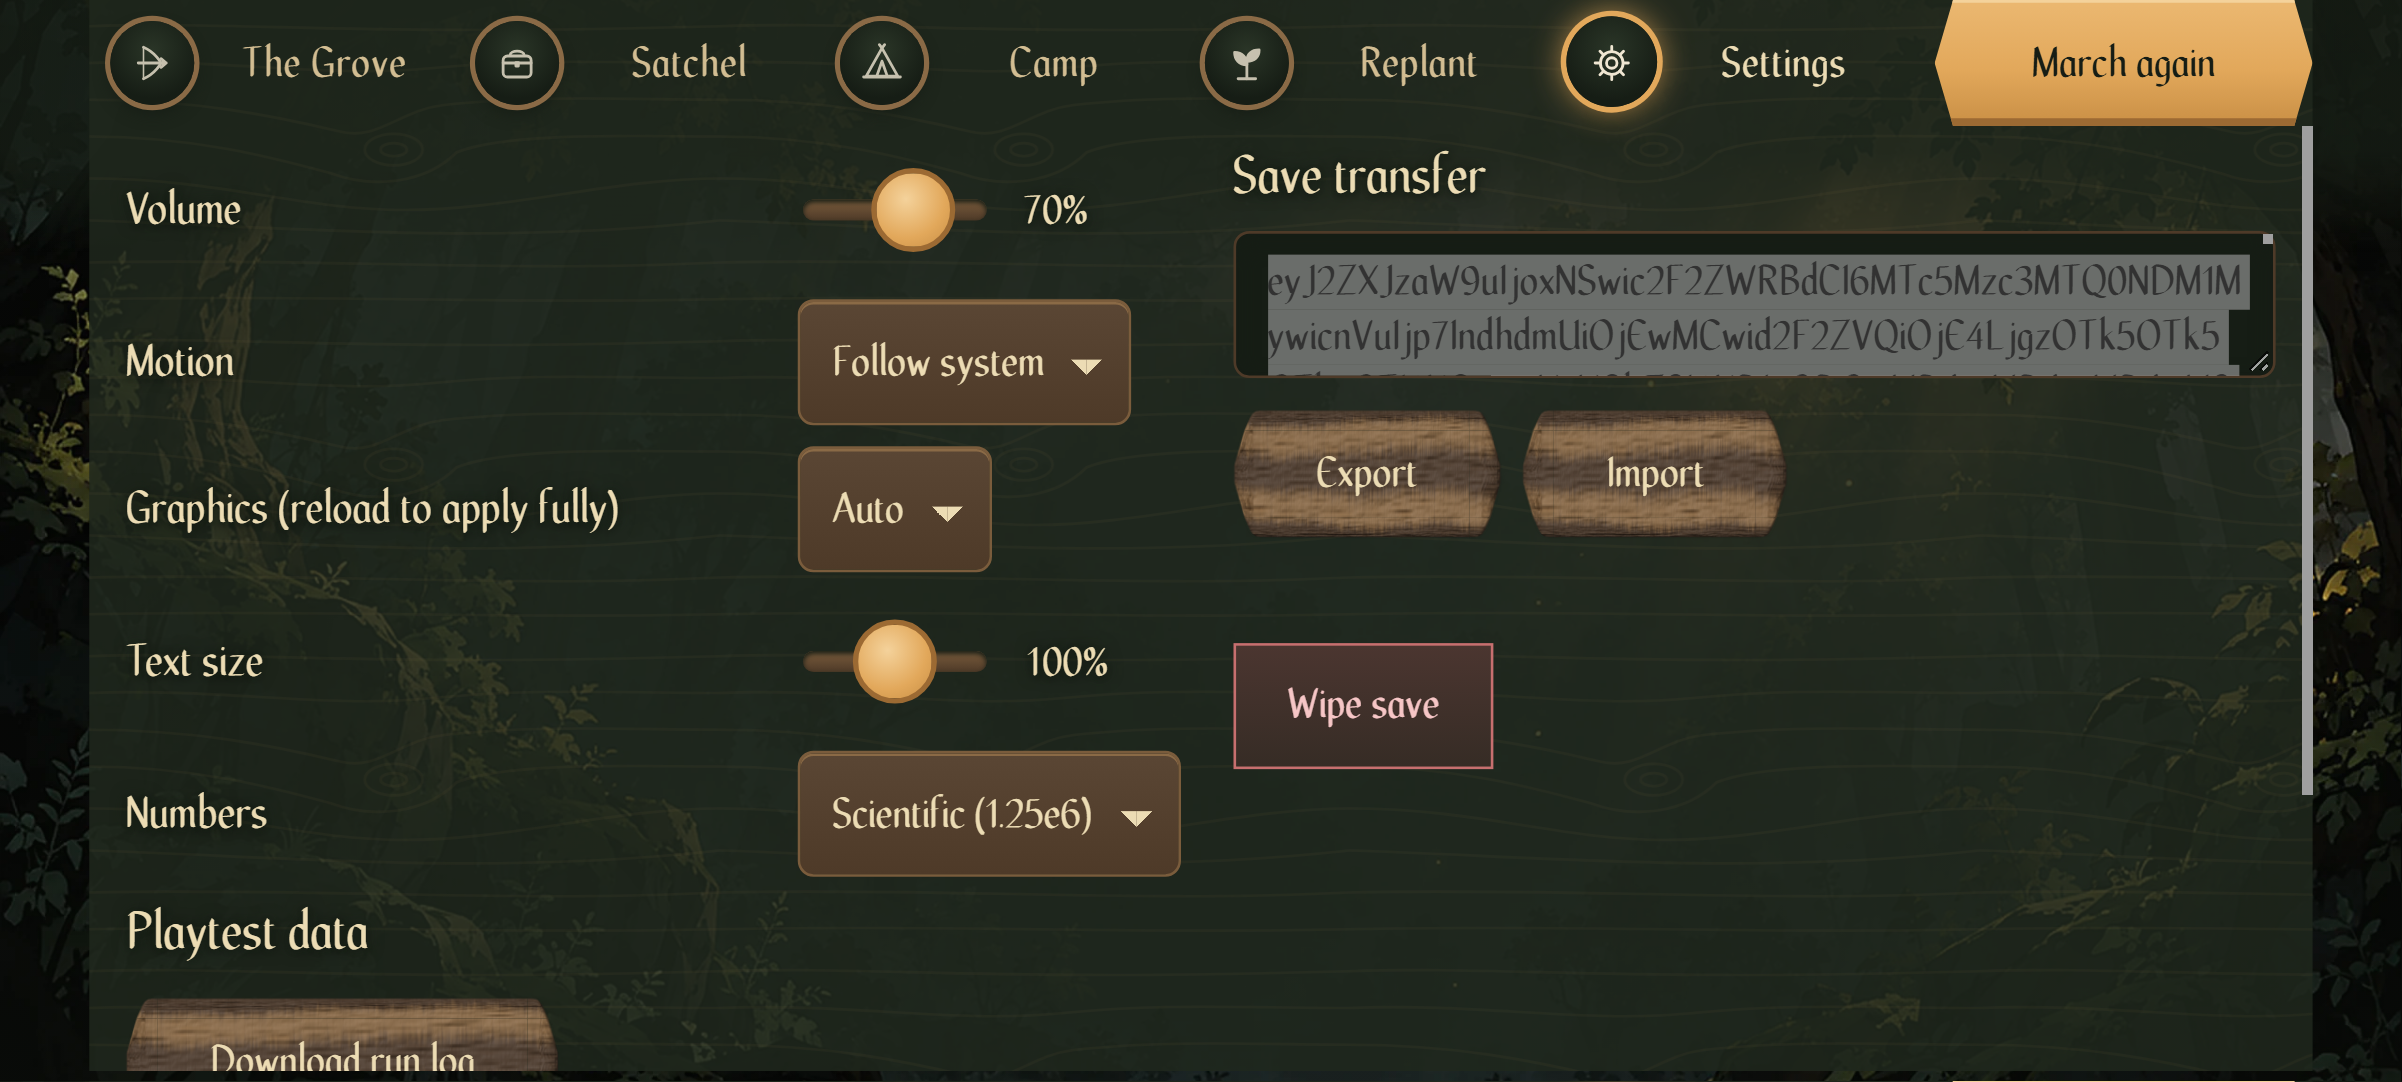 The Grove
Satchel
Camp
Replant
Settings
March again
Volume
70%
Motion
Follow system
Graphics (reload to apply fully)
Auto
Text size
100%
Numbers
Scientific (1.25e6)
Playtest data
Download run log
Save transfer
eyJ2ZXJzaW9uIjoxNSwic2F2ZWRBdCI6MTc5Mzc3MTQ0NDM1M
ywicnVuIjp7IndhdmUiOjEwMCwid2F2ZVQiOjE4LjgzOTk5OTk5
Export
Import
Wipe save